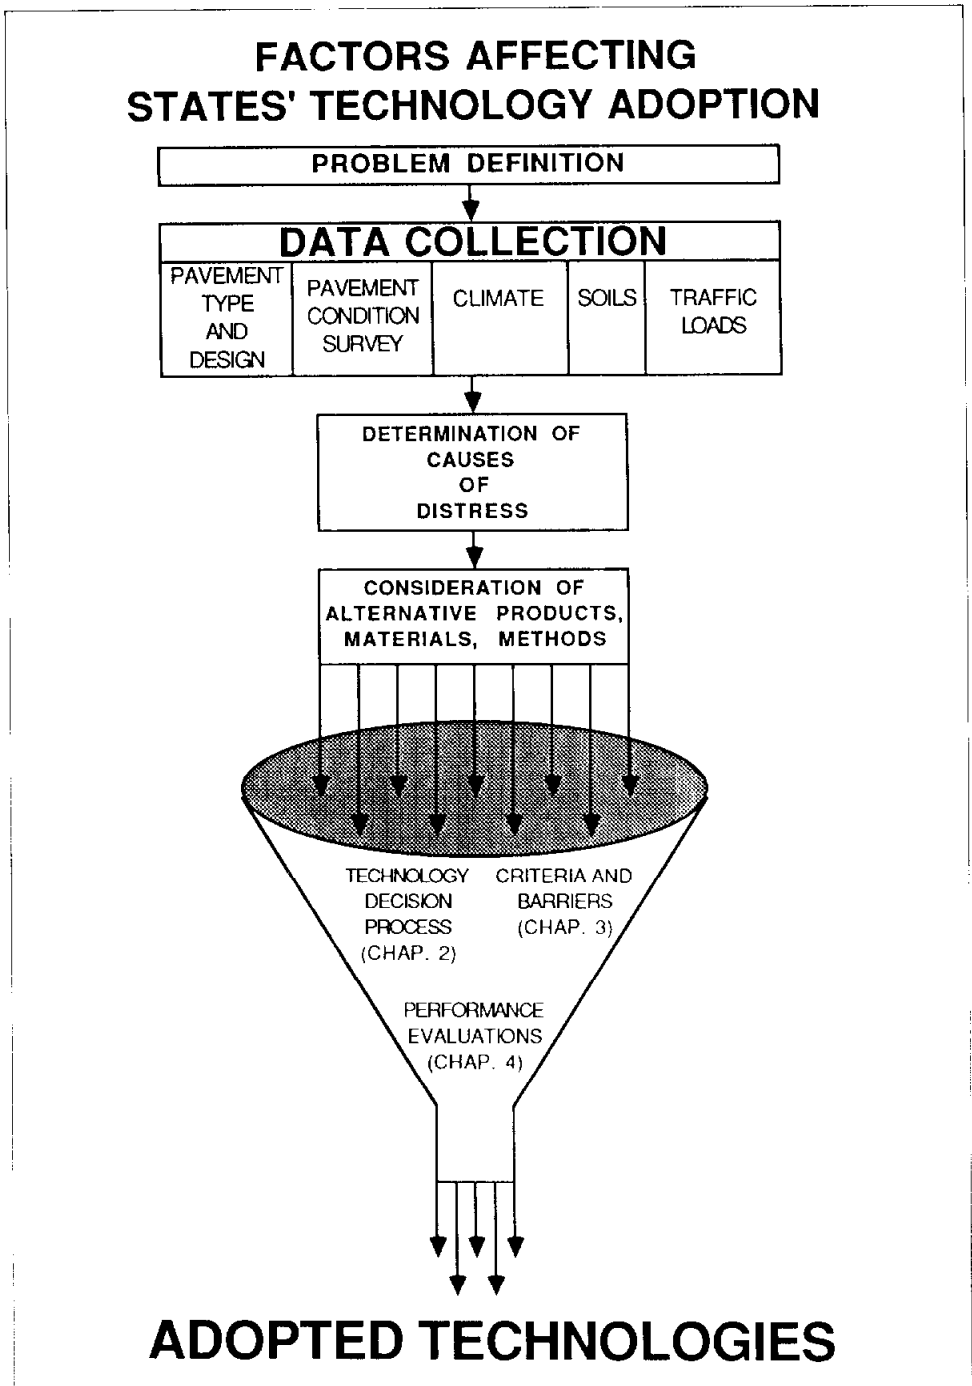 FACTORS AFFECTING
STATES' TECHNOLOGY ADOPTION
PROBLEM DEFINITION
DATA COLLECTION
PAVEMENT
TYPE
AND
DESIGN
PAVEMENT
CONDITION
SURVEY
CLIMATE
SOILS
TRAFFIC
LOADS
DETERMINATION OF
CAUSES
OF
DISTRESS
CONSIDERATION OF
ALTERNATIVE PRODUCTS,
MATERIALS, METHODS
TECHNOLOGY
DECISION
PROCESS
(CHAP. 2)
CRITERIA AND
BARRIERS
(CHAP. 3)
PERFORMANCE
EVALUATIONS
(CHAP. 4)
ADOPTED TECHNOLOGIES